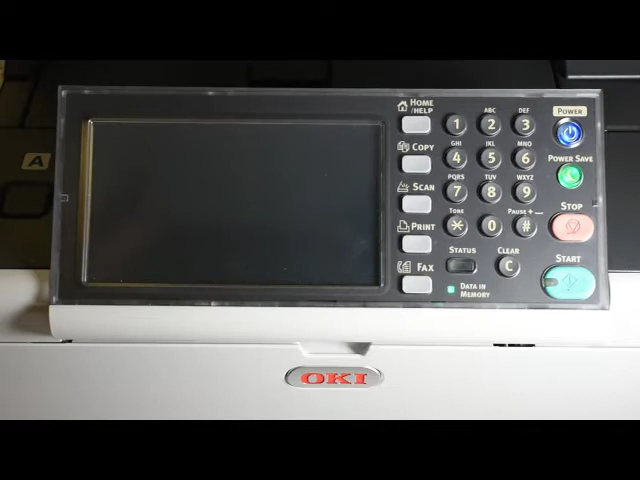 A
HOME
/HELP
COPY
SCAN
PRINT
FAX
ABC DEF
1 2 3
GHI JKL MNO
4 5 6
PQRS TUV WXYZ
7 8 9
TONE PAUSE + ⎵
* 0 #
STATUS CLEAR
C
DATA IN
MEMORY
POWER
POWER SAVE
STOP
START
OKI